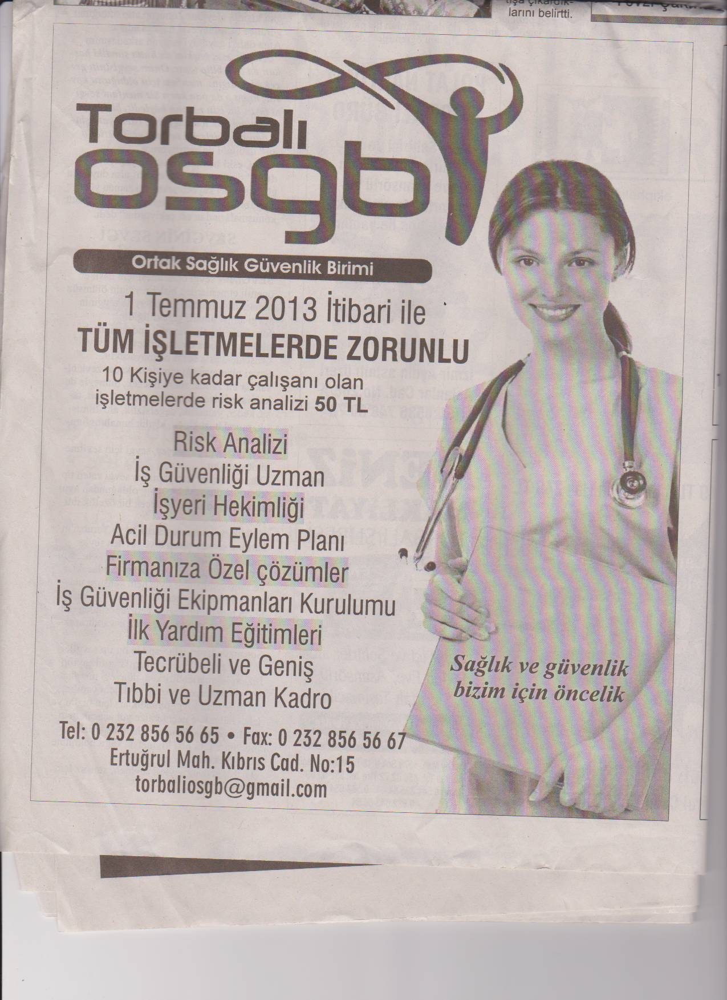 larını belirtti.
Torbalı
osgb
Ortak Sağlık Güvenlik Birimi
1 Temmuz 2013 İtibari ile
TÜM İŞLETMELERDE ZORUNLU
10 Kişiye kadar çalışanı olan
işletmelerde risk analizi 50 TL
Risk Analizi
İş Güvenliği Uzman
İşyeri Hekimliği
Acil Durum Eylem Planı
Firmanıza Özel çözümler
İş Güvenliği Ekipmanları Kurulumu
İlk Yardım Eğitimleri
Tecrübeli ve Geniş
Tıbbi ve Uzman Kadro
Sağlık ve güvenlik
bizim için öncelik
Tel: 0 232 856 56 65 • Fax: 0 232 856 56 67
Ertuğrul Mah. Kıbrıs Cad. No:15
torbaliosgb@gmail.com